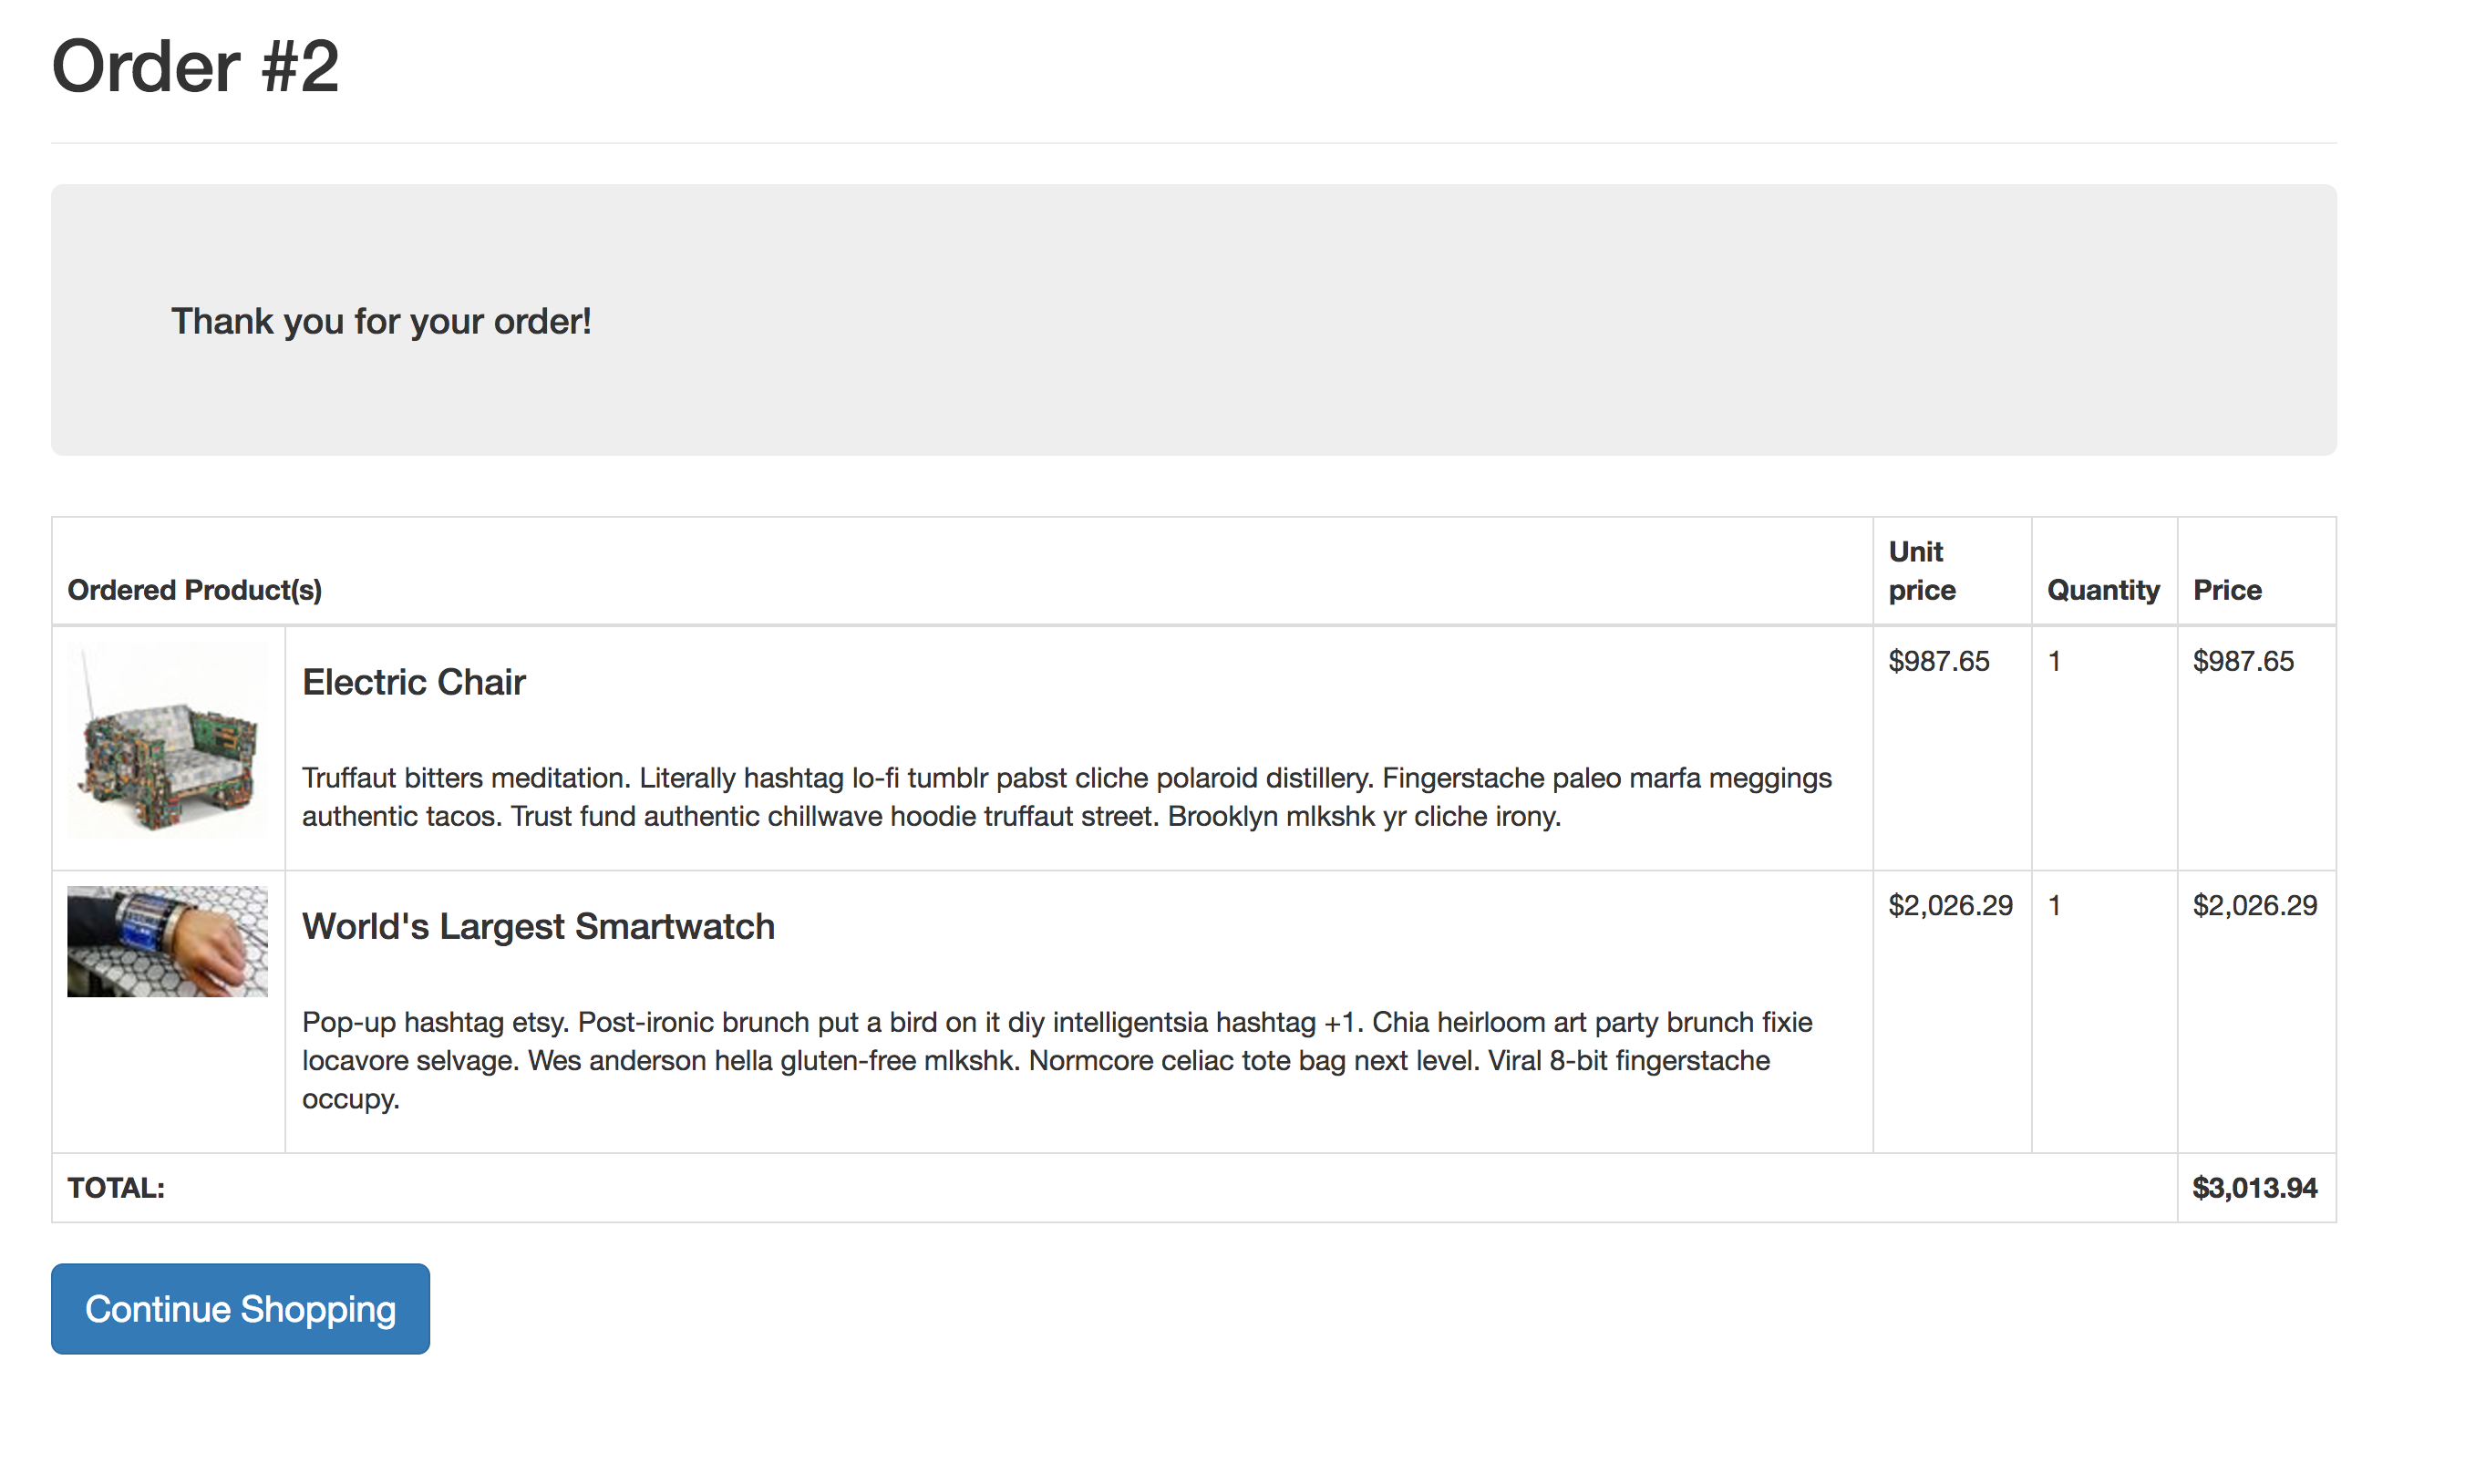 Order #2
Thank you for your order!
Ordered Product(s)
Unit
price
Quantity
Price
Electric Chair
$987.65
1
$987.65
Truffaut bitters meditation. Literally hashtag lo-fi tumblr pabst cliche polaroid distillery. Fingerstache paleo marfa meggings
authentic tacos. Trust fund authentic chillwave hoodie truffaut street. Brooklyn mlkshk yr cliche irony.
World's Largest Smartwatch
$2,026.29
1
$2,026.29
Pop-up hashtag etsy. Post-ironic brunch put a bird on it diy intelligentsia hashtag +1. Chia heirloom art party brunch fixie
locavore selvage. Wes anderson hella gluten-free mlkshk. Normcore celiac tote bag next level. Viral 8-bit fingerstache
occupy.
TOTAL:
$3,013.94
Continue Shopping